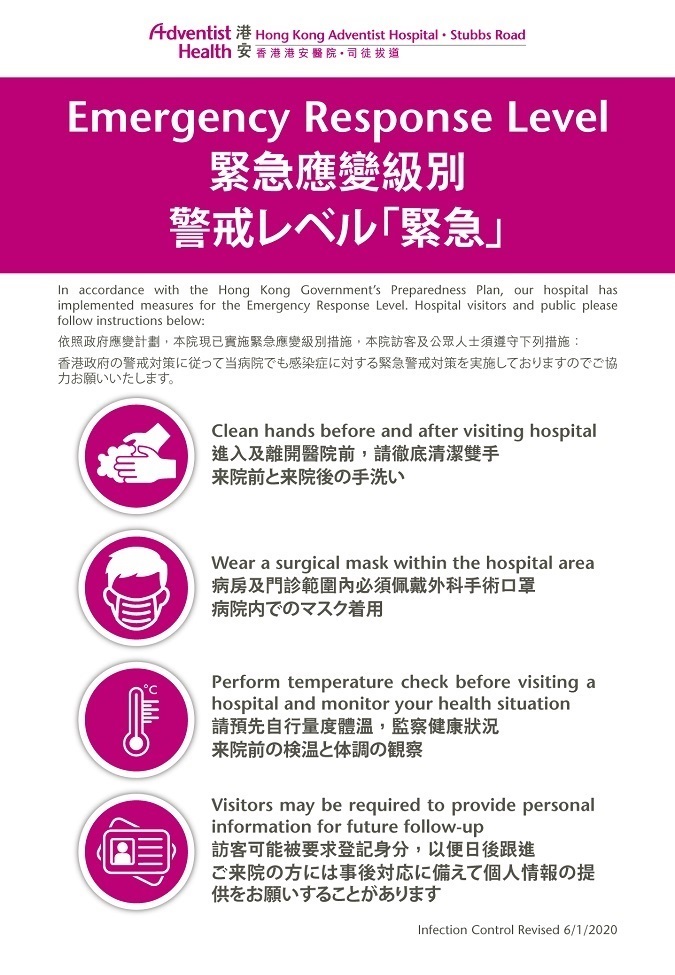 Adventist Health 港安 Hong Kong Adventist Hospital • Stubbs Road
香港港安醫院•司徒拔道
Emergency Response Level
緊急應變級別
警戒レベル「緊急」
In accordance with the Hong Kong Government's Preparedness Plan, our hospital has
implemented measures for the Emergency Response Level. Hospital visitors and public please
follow instructions below:
依照政府應變計劃，本院現已實施緊急應變級別措施，本院訪客及公眾人士須遵守下列措施：
香港政府の警戒対策に従って当病院でも感染症に対する緊急警戒対策を実施しておりますのでご協
力お願いいたします。
Clean hands before and after visiting hospital
進入及離開醫院前，請徹底清潔雙手
来院前と来院後の手洗い
Wear a surgical mask within the hospital area
病房及門診範圍內必須佩戴外科手術口罩
病院内でのマスク着用
°C
Perform temperature check before visiting a
hospital and monitor your health situation
請預先自行量度體溫，監察健康狀況
来院前の検温と体調の観察
Visitors may be required to provide personal
information for future follow-up
訪客可能被要求登記身分，以便日後跟進
ご来院の方には事後対応に備えて個人情報の提
供をお願いすることがあります
Infection Control Revised 6/1/2020